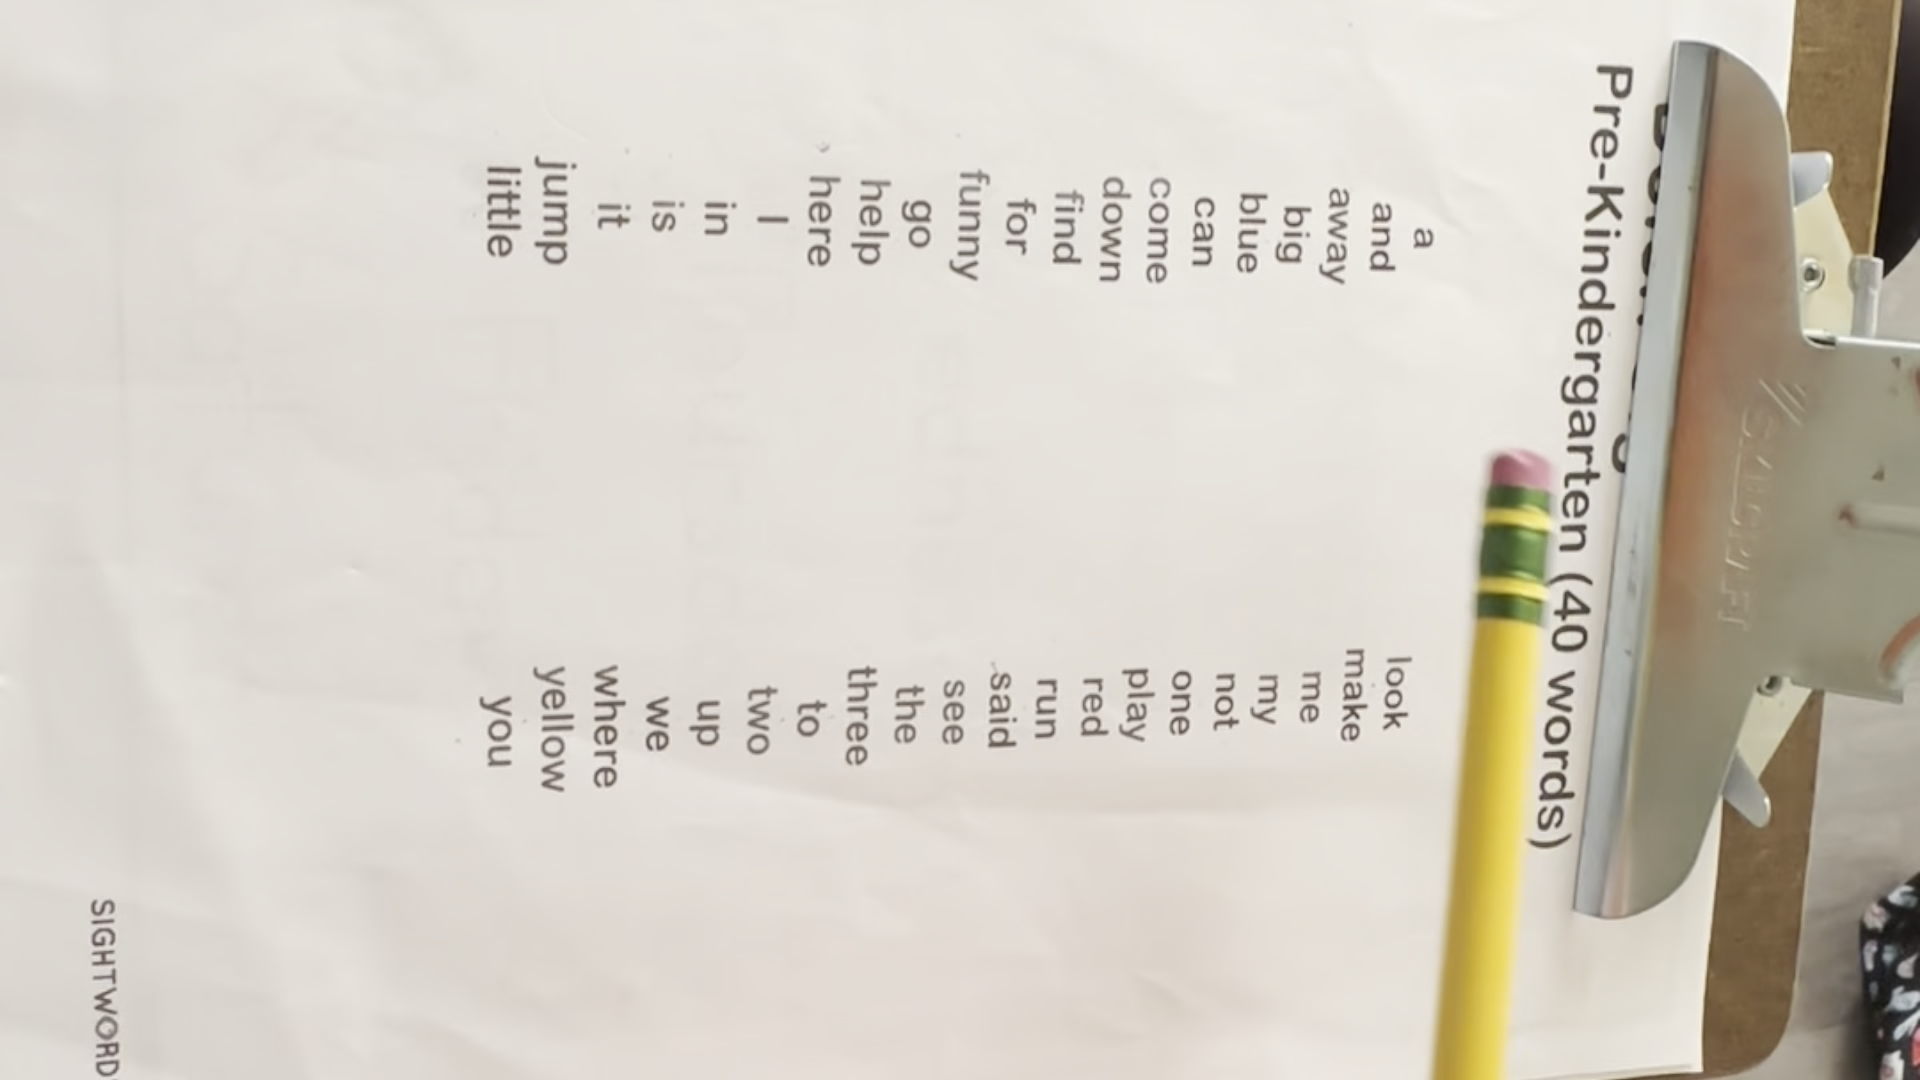 Pre-Kindergarten (40 words)
a
and
away
big
blue
can
come
down
find
for
funny
go
help
here
I
in
is
it
jump
little
look
make
me
my
not
one
play
red
run
said
see
the
three
to
two
up
we
where
yellow
you
SIGHTWORD